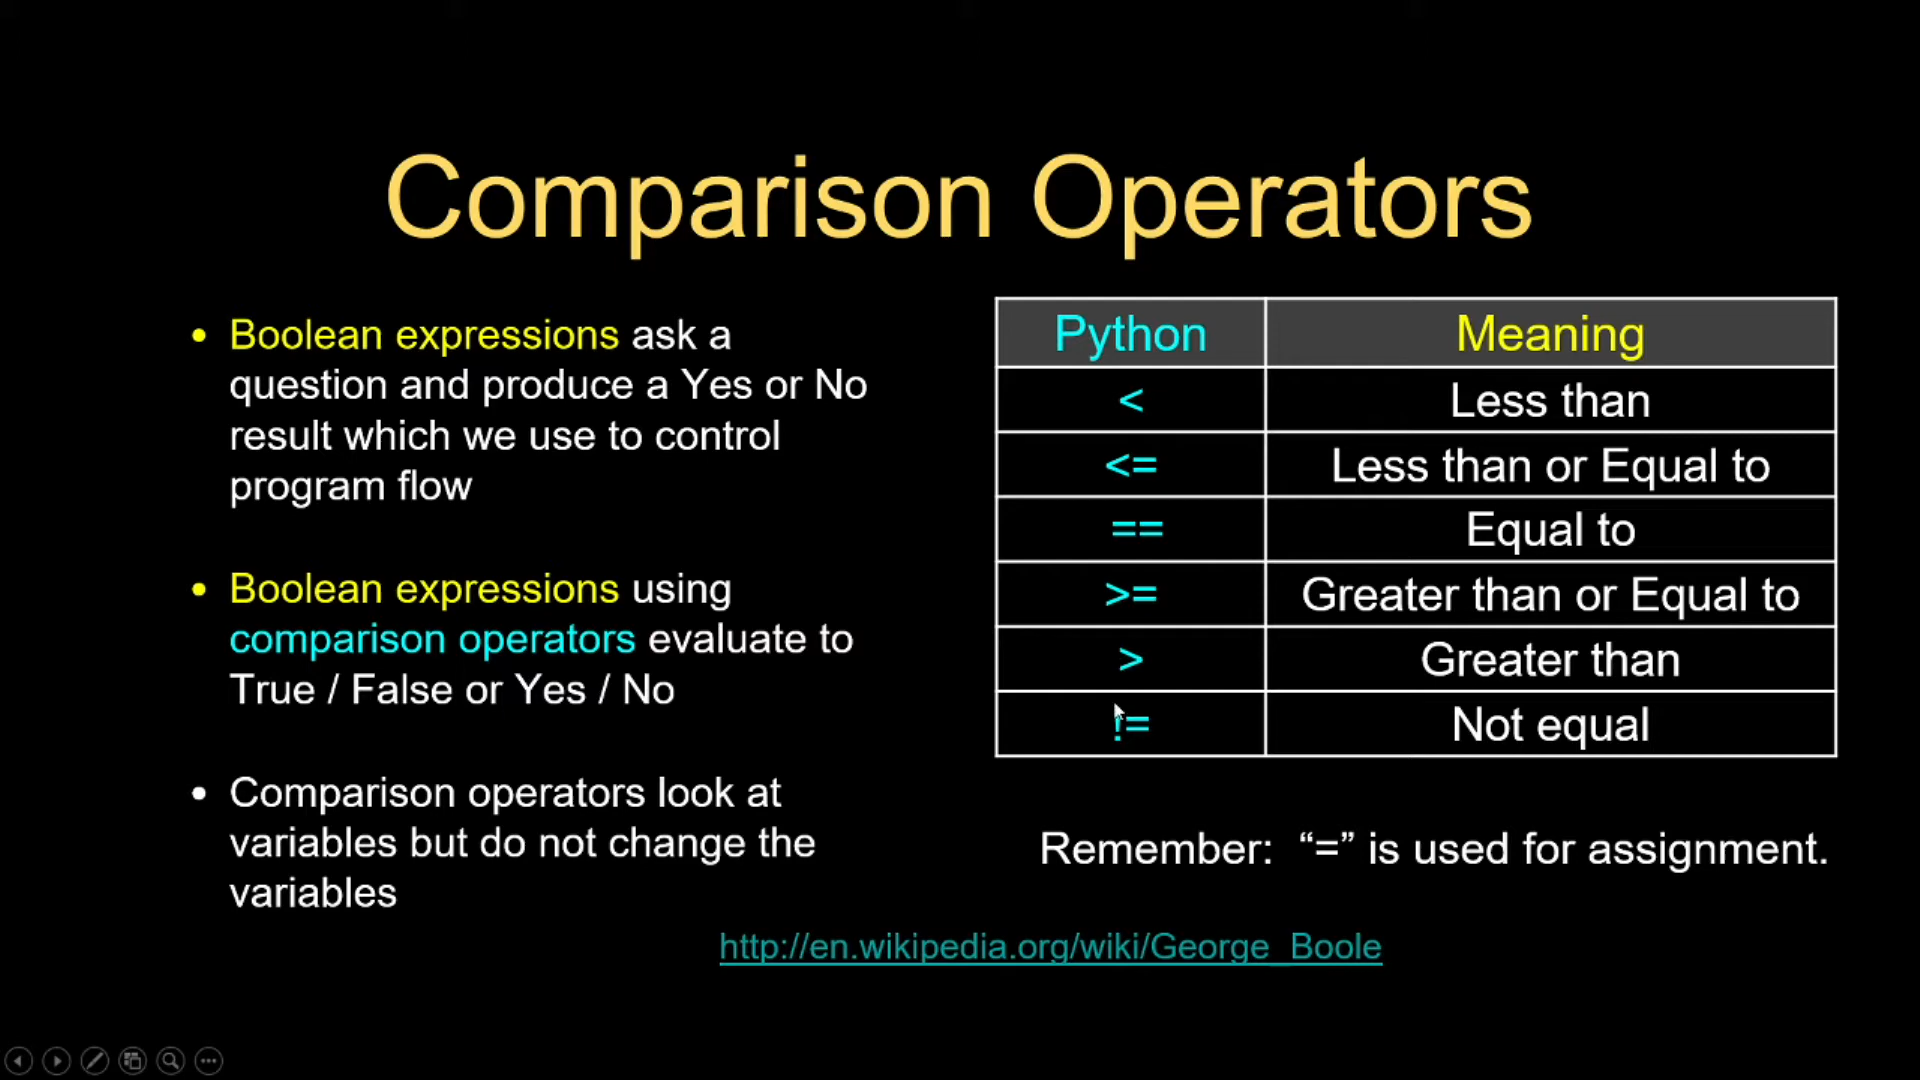 Comparison Operators
• Boolean expressions ask a
question and produce a Yes or No
result which we use to control
program flow
• Boolean expressions using
comparison operators evaluate to
True / False or Yes / No
• Comparison operators look at
variables but do not change the
variables
Python Meaning
< Less than
<= Less than or Equal to
== Equal to
>= Greater than or Equal to
> Greater than
!= Not equal
Remember: “=” is used for assignment.
http://en.wikipedia.org/wiki/George_Boole